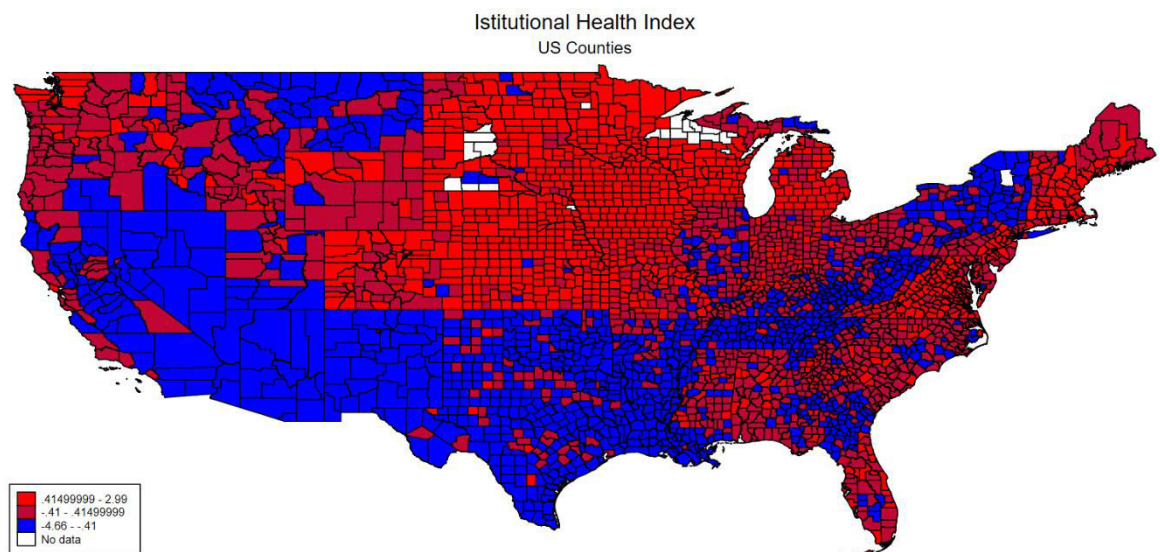 Istitutional Health Index
US Counties
.41499999 - 2.99
-.41 - .41499999
-4.66 - -.41
No data